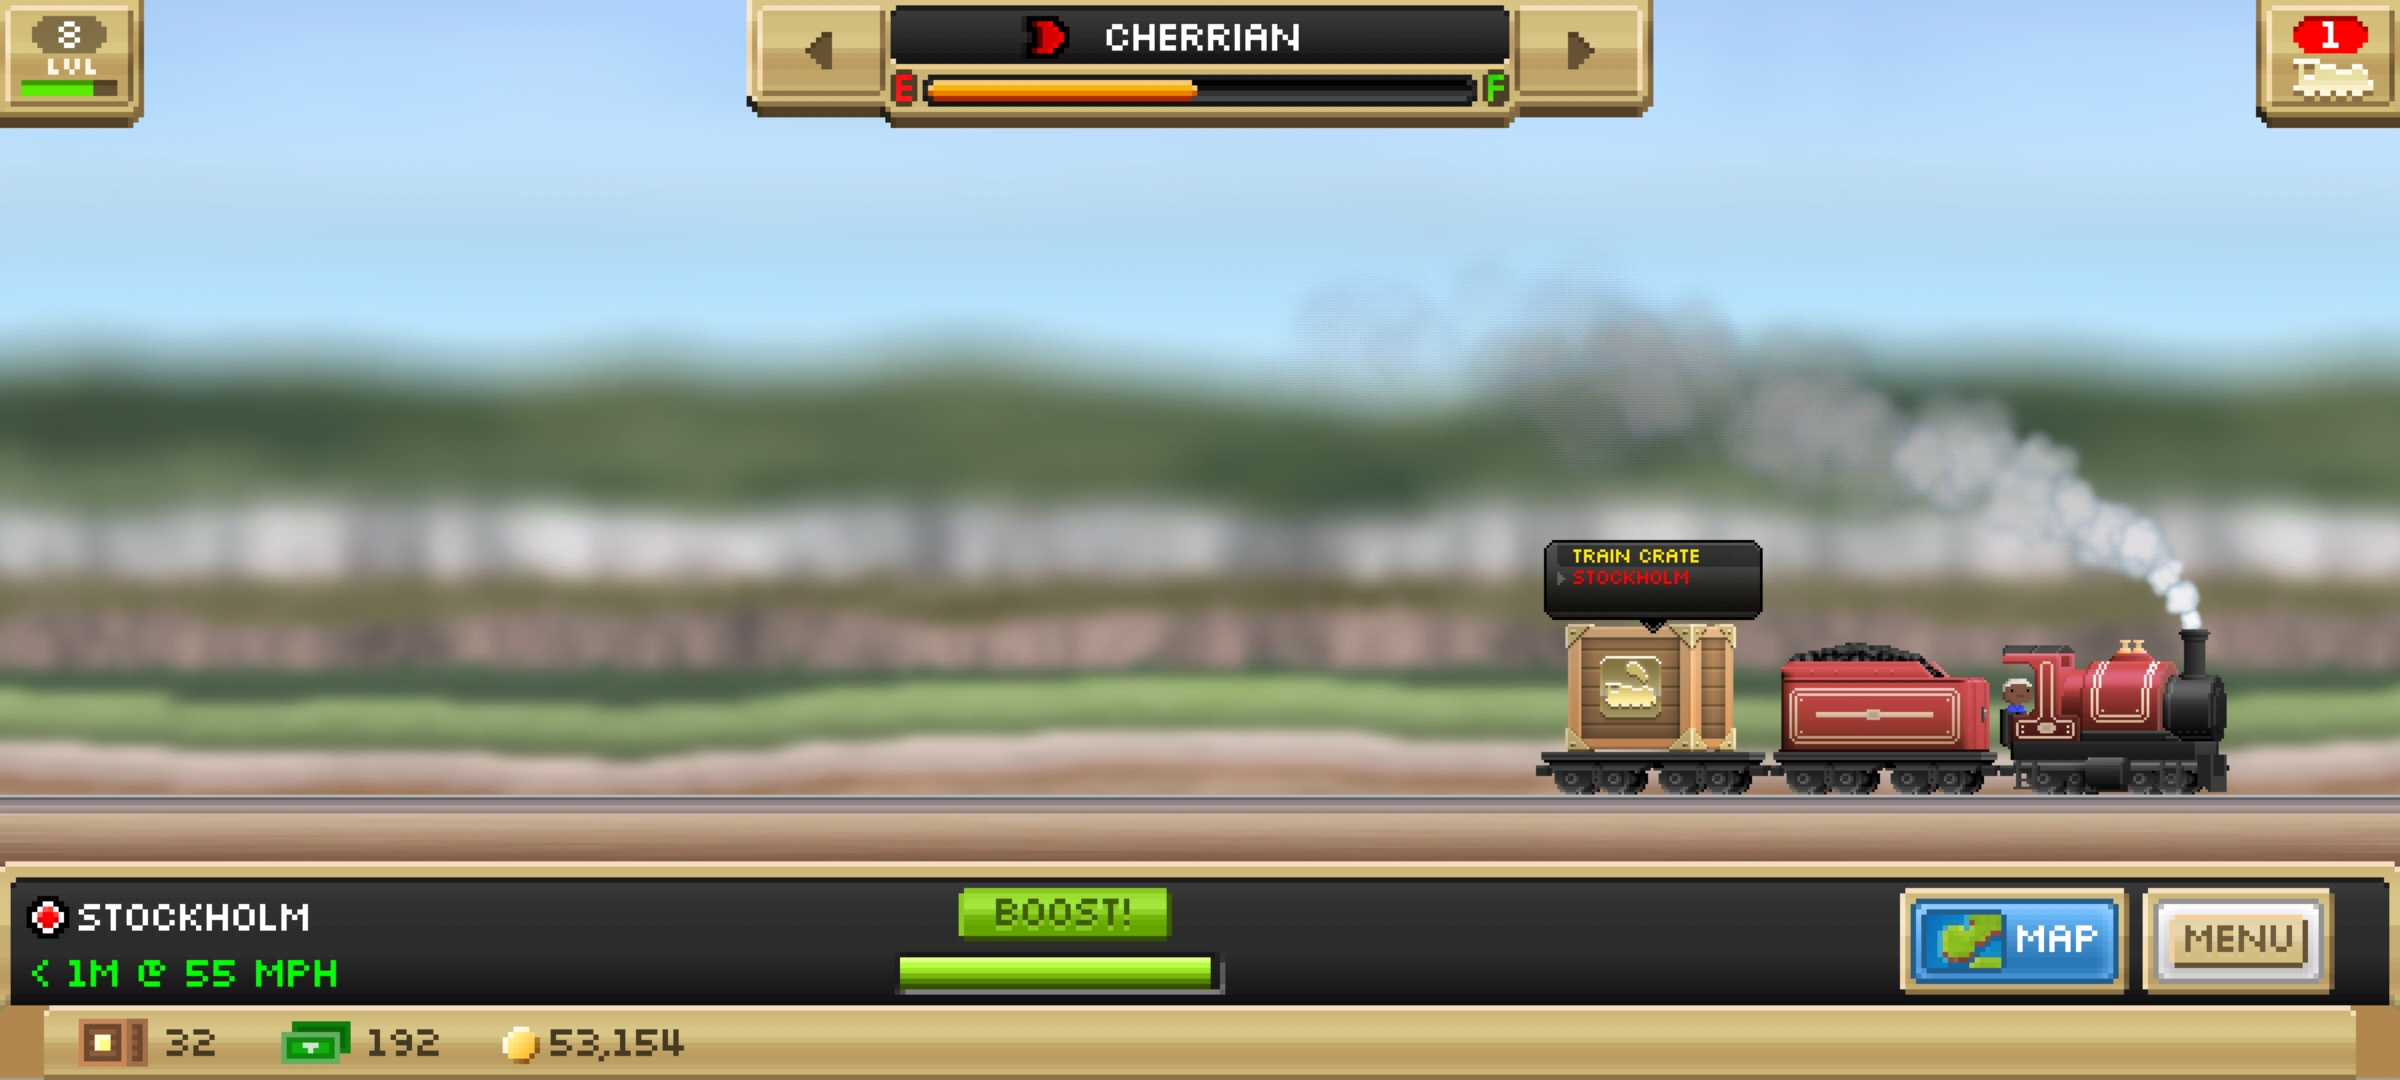 8
LVL
CHERRIAN
E F
1
TRAIN CRATE
STOCKHOLM
STOCKHOLM
BOOST!
< 1M @ 55 MPH
MAP
MENU
32
192
53,154